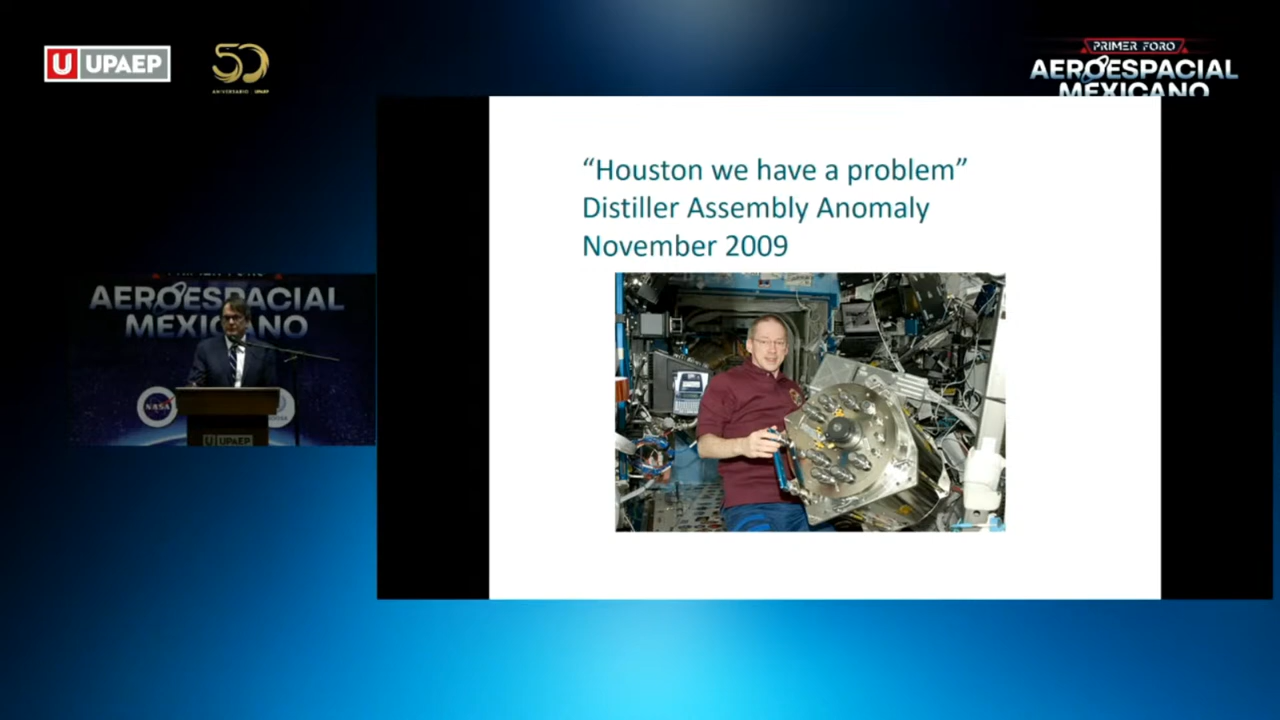 U UPAEP
50
ANIVERSARIO UPAEP
PRIMER FORO
AEROESPACIAL
MEXICANO
“Houston we have a problem”
Distiller Assembly Anomaly
November 2009
AEROESPACIAL
MEXICANO
NASA
U UPAEP